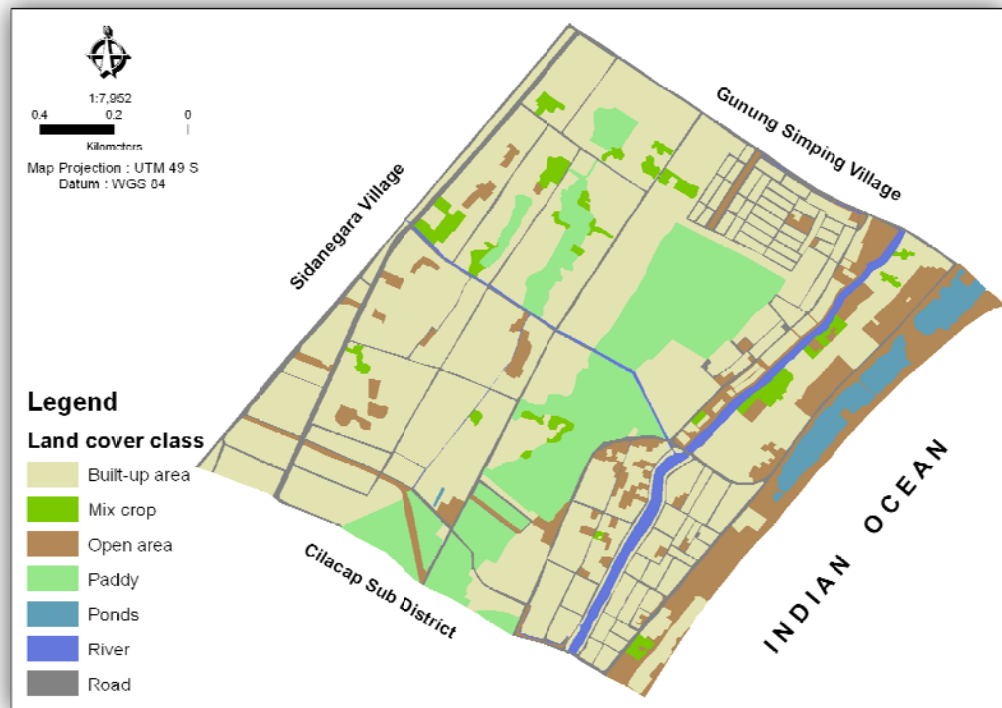 1:7,952
0.4 0.2 0
Kilometers
Map Projection : UTM 49 S
Datum : WGS 84
Gunung Simping Village
Sidanegara Village
Legend
Land cover class
Built-up area
Mix crop
Open area
Paddy
Ponds
River
Road
Cilacap Sub District
INDIAN OCEAN